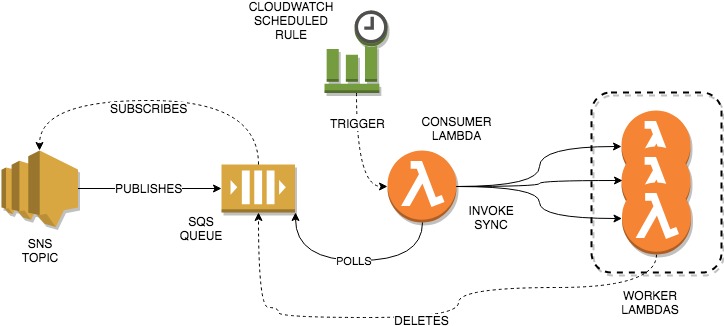 CLOUDWATCH
SCHEDULED
RULE
SUBSCRIBES
TRIGGER
CONSUMER
LAMBDA
PUBLISHES
SNS
TOPIC
SQS
QUEUE
INVOKE
SYNC
POLLS
DELETES
WORKER
LAMBDAS